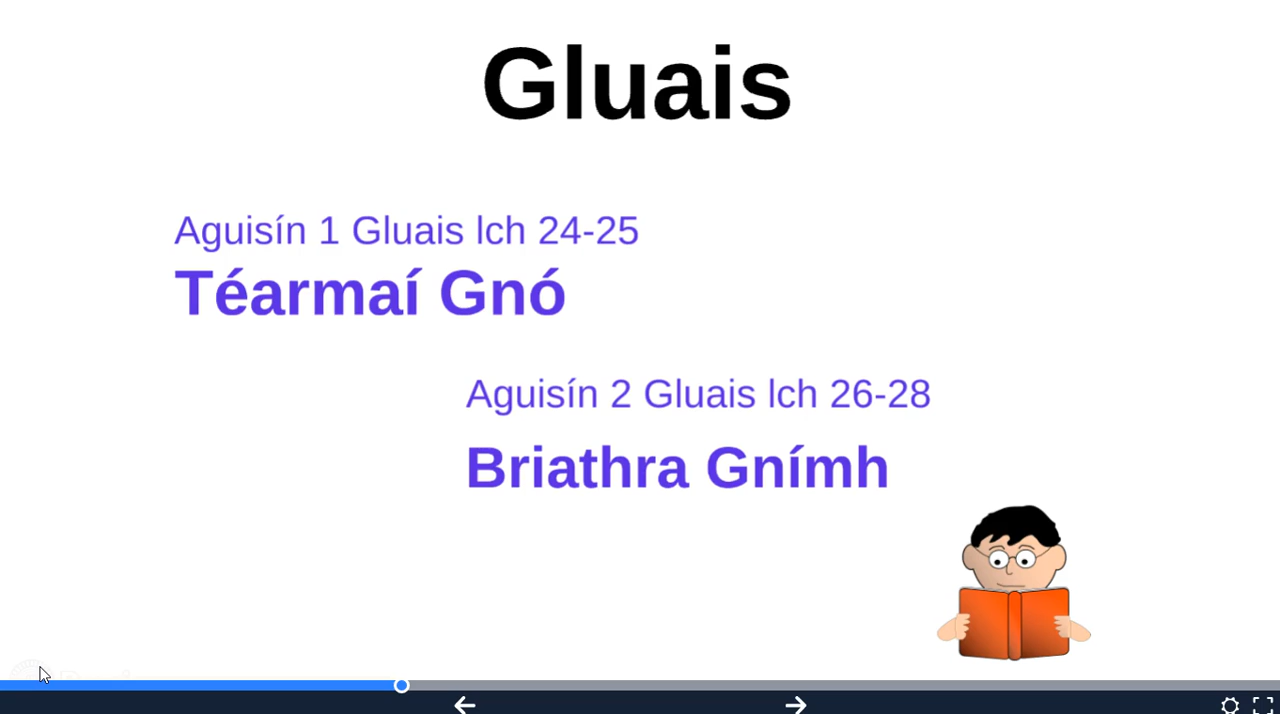 Gluais
Aguisín 1 Gluais lch 24-25
Téarmaí Gnó
Aguisín 2 Gluais lch 26-28
Briathra Gnímh